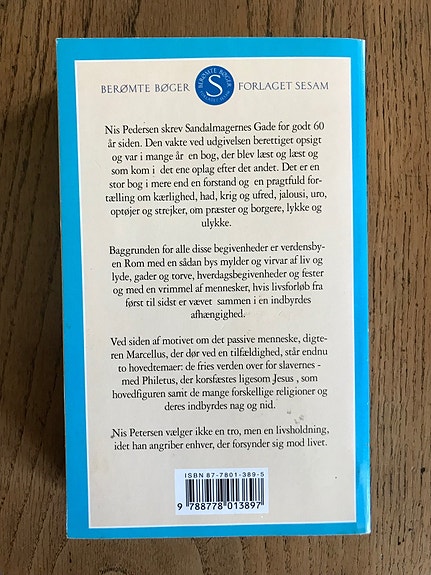 BERØMTE BØGER S FORLAGET SESAM
BERØMTE BØGER
FORLAGET SESAM
Nis Pedersen skrev Sandalmagernes Gade for godt 60
år siden. Den vakte ved udgivelsen berettiget opsigt
og var i mange år en bog, der blev læst og læst og
som kom i det ene oplag efter det andet. Det er en
stor bog i mere end en forstand og en pragtfuld for-
tælling om kærlighed, had, krig og ufred, jalousi, uro,
optøjer og strejker, om præster og borgere, lykke og
ulykke.
Baggrunden for alle disse begivenheder er verdensby-
en Rom med en sådan bys mylder og virvar af liv og
lyde, gader og torve, hverdagsbegivenheder og fester
og med en vrimmel af mennesker, hvis livsforløb fra
først til sidst er vævet sammen i en indbyrdes
afhængighed.
Ved siden af motivet om det passive menneske, digte-
ren Marcellus, der dør ved en tilfældighed, står endnu
to hovedtemaer: de fries verden over for slavernes -
med Philetus, der korsfæstes ligesom Jesus , som
hovedfiguren samt de mange forskellige religioner og
deres indbyrdes nag og nid.
Nis Petersen vælger ikke en tro, men en livsholdning,
idet han angriber enhver, der forsynder sig mod livet.
ISBN 87-7801-389-5
9 788778 013897